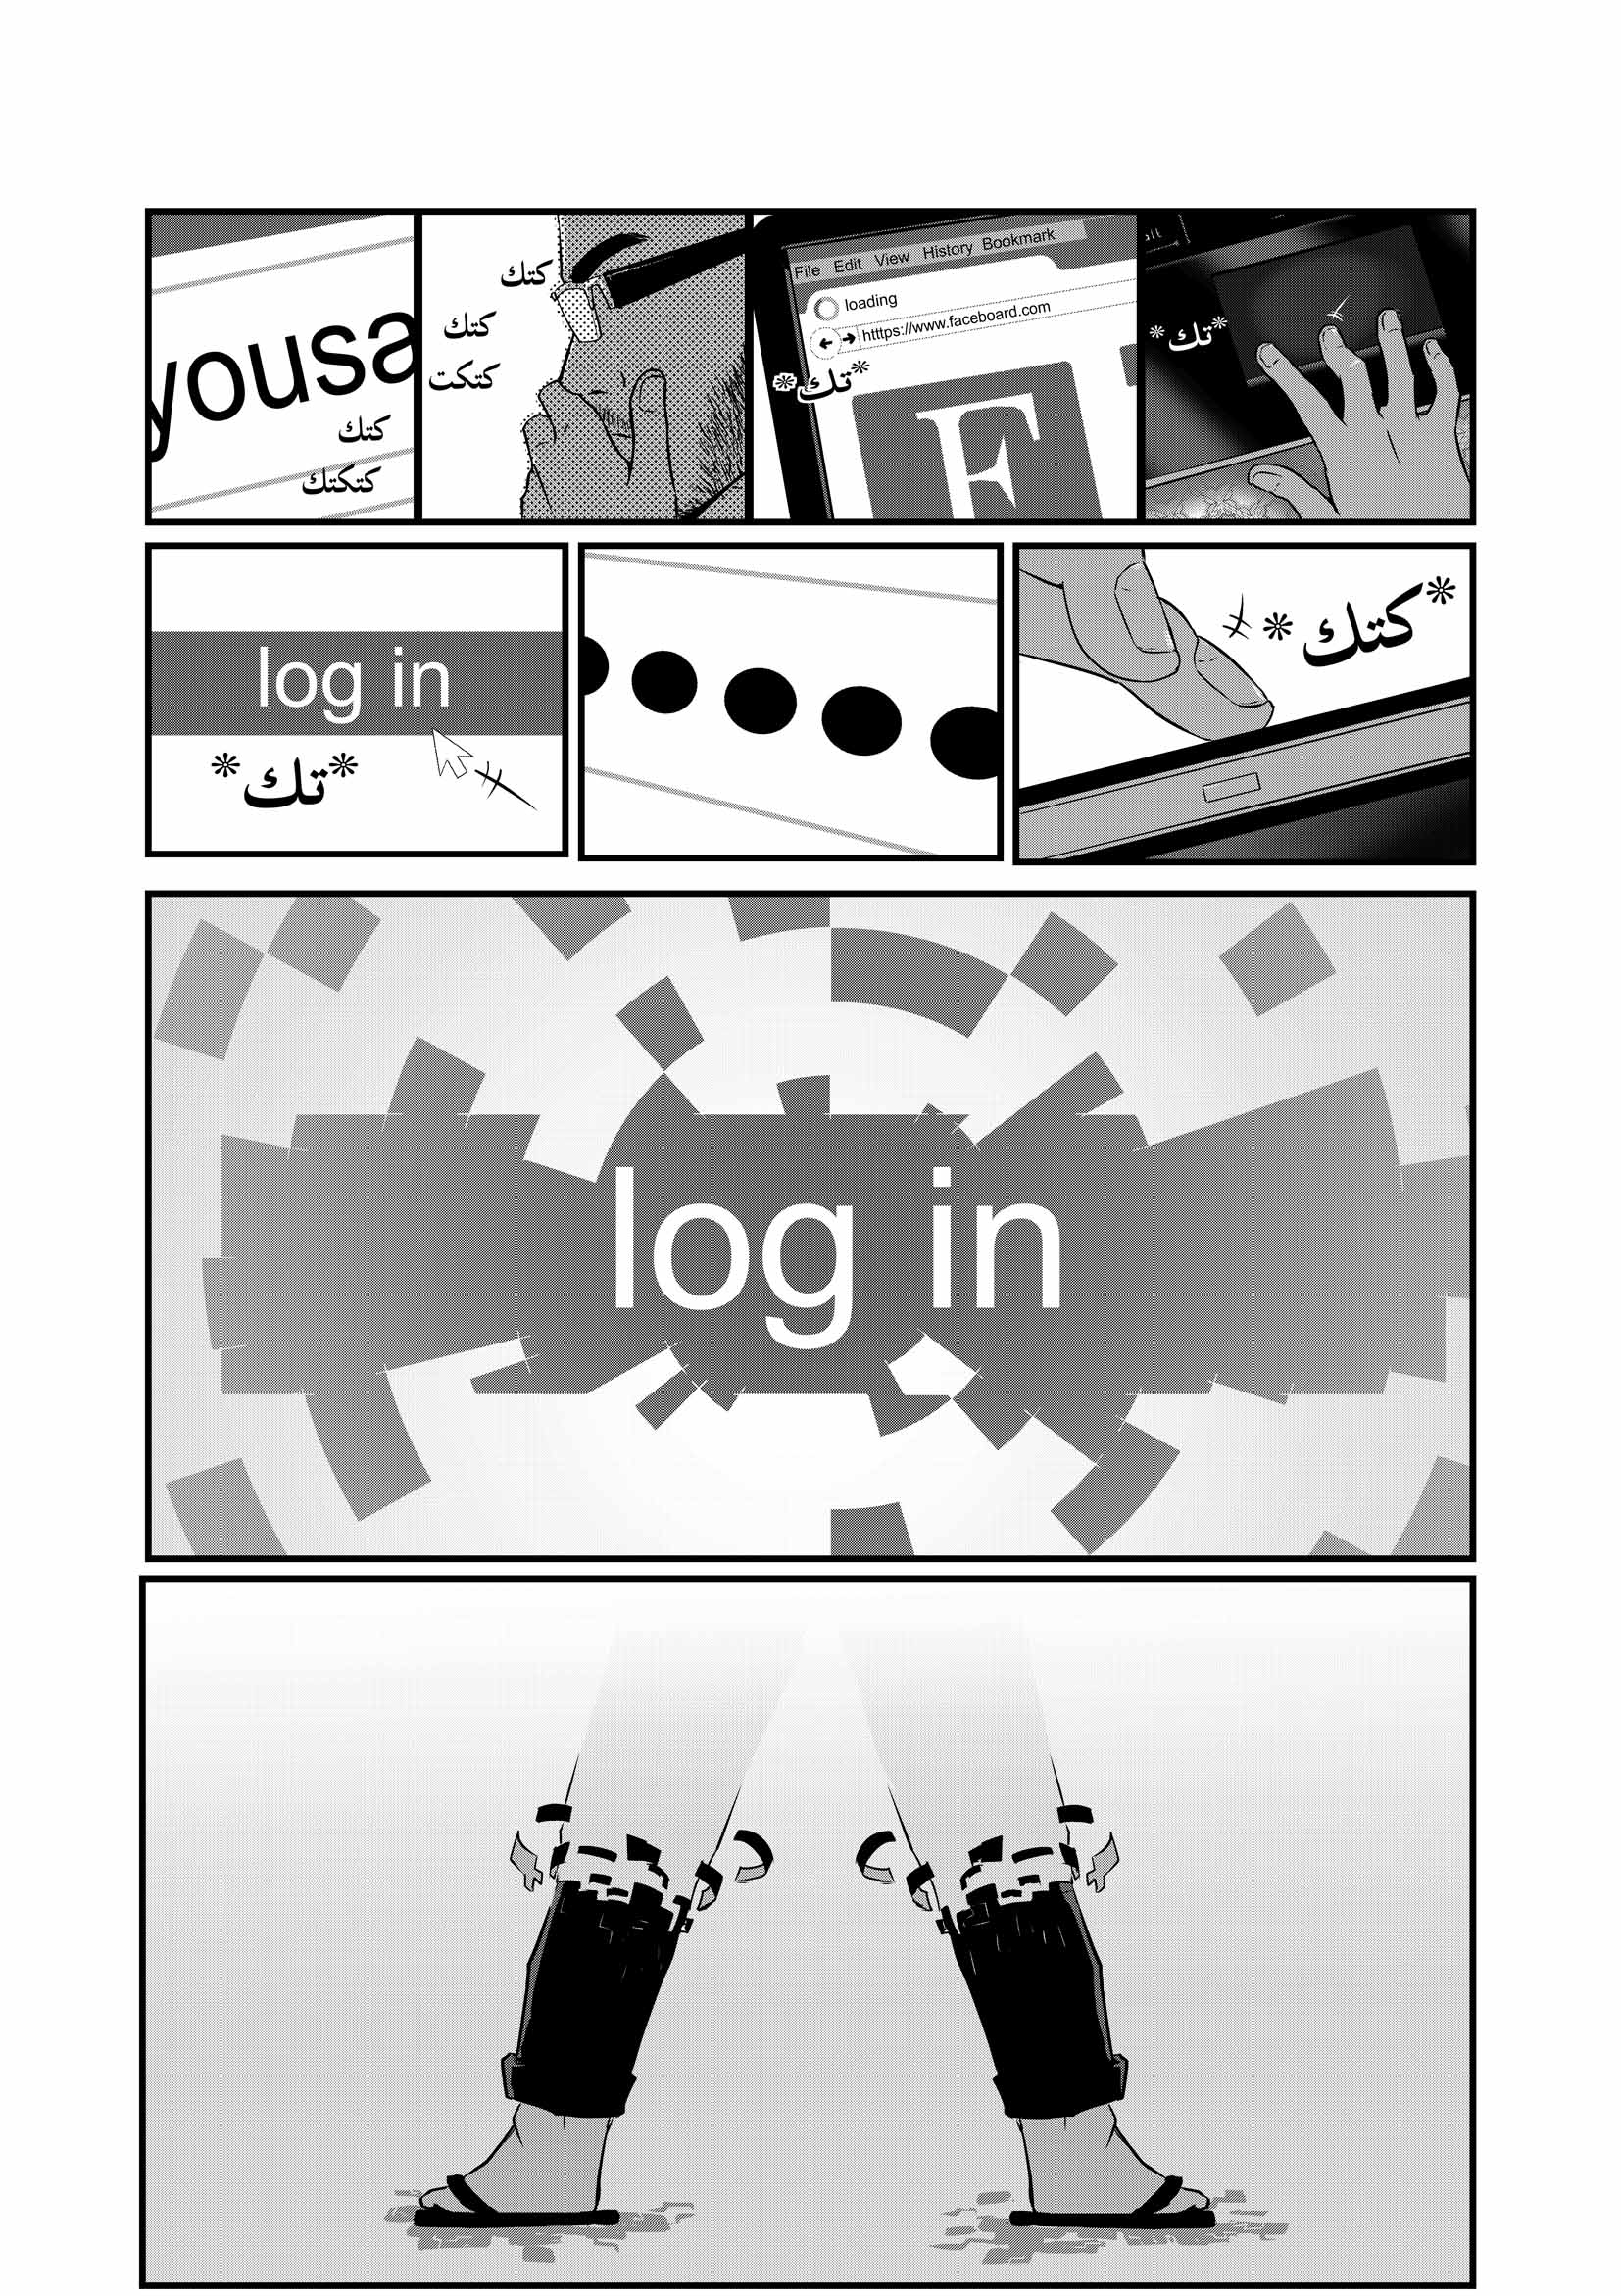 *تك*
File Edit View History Bookmark
loading
htttps://www.faceboard.com
*تك*
F
كتك
كتك
كتكت
yousa
كتك
كتكتك
*كتك*
log in
*تك*
log in